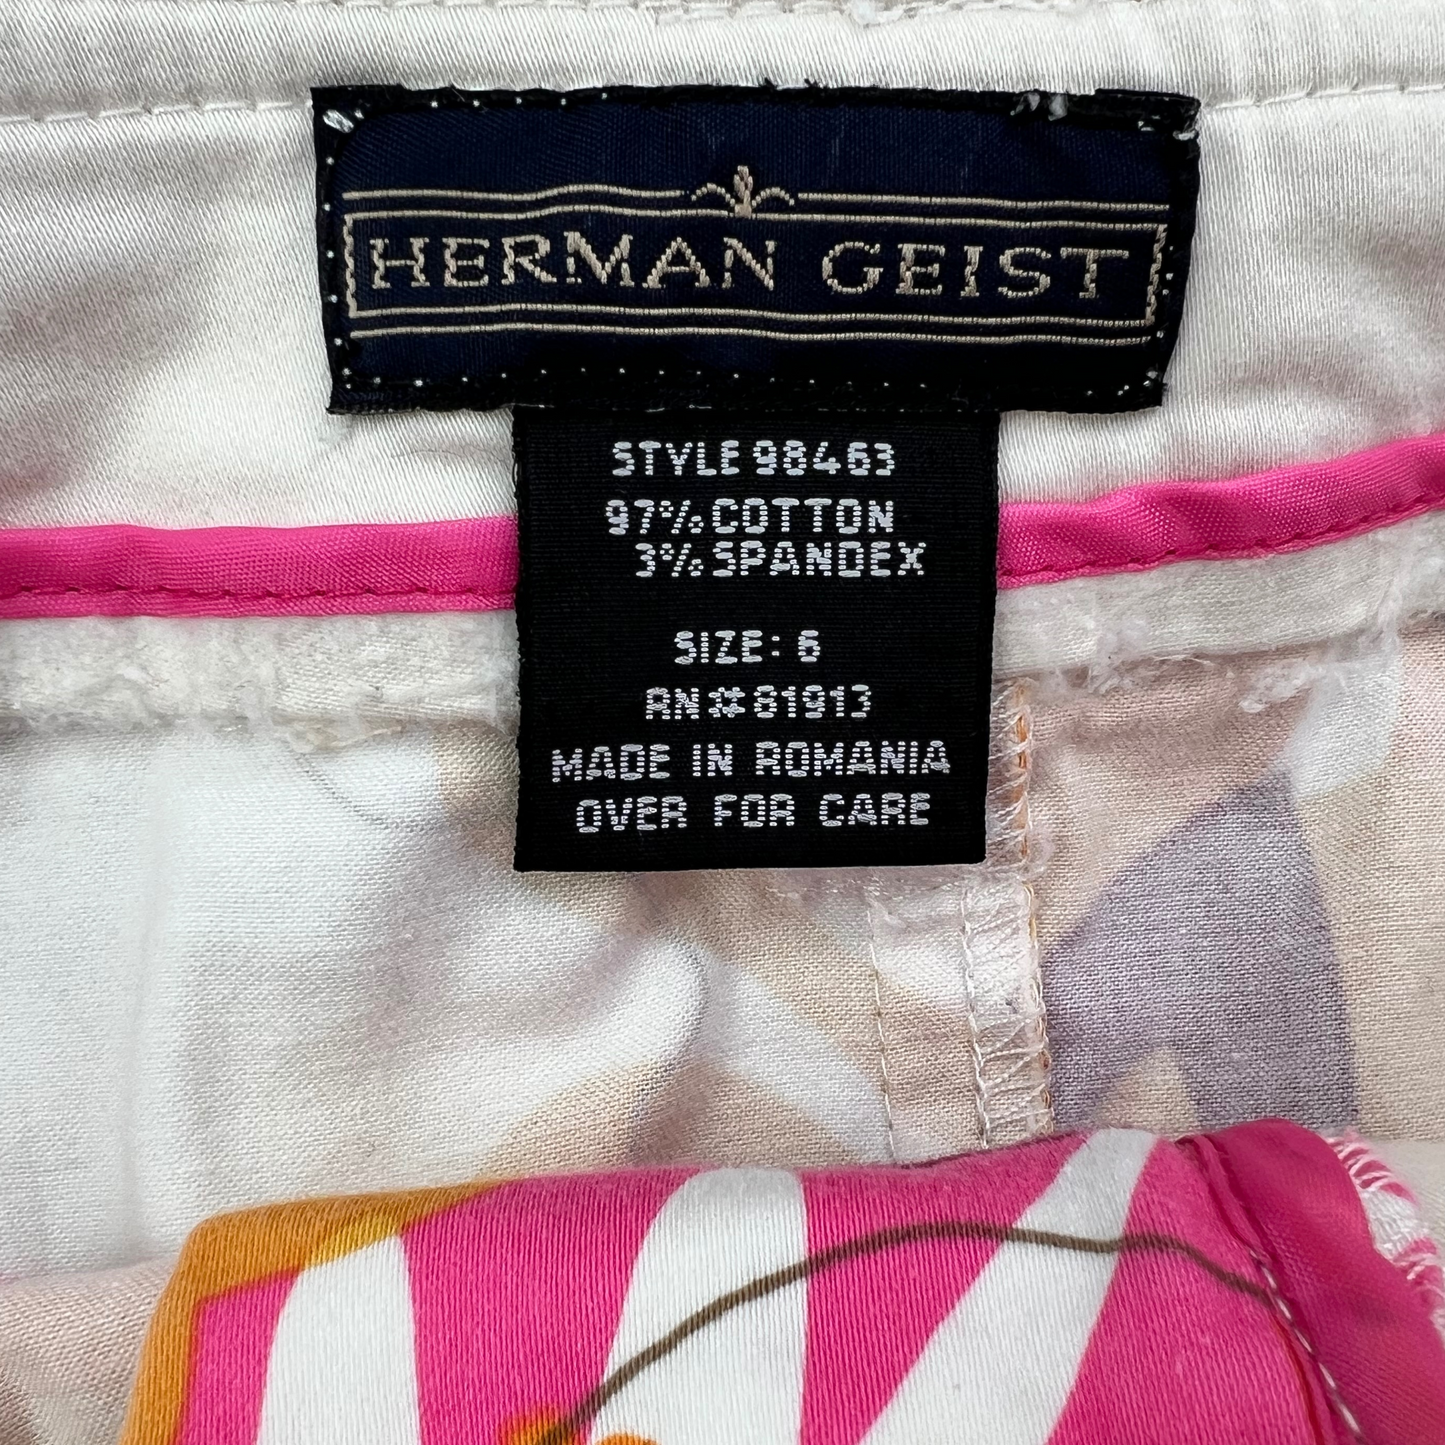 HERMAN GEIST
STYLE 98463
97% COTTON
3% SPANDEX
SIZE: 6
RN# 81913
MADE IN ROMANIA
OVER FOR CARE